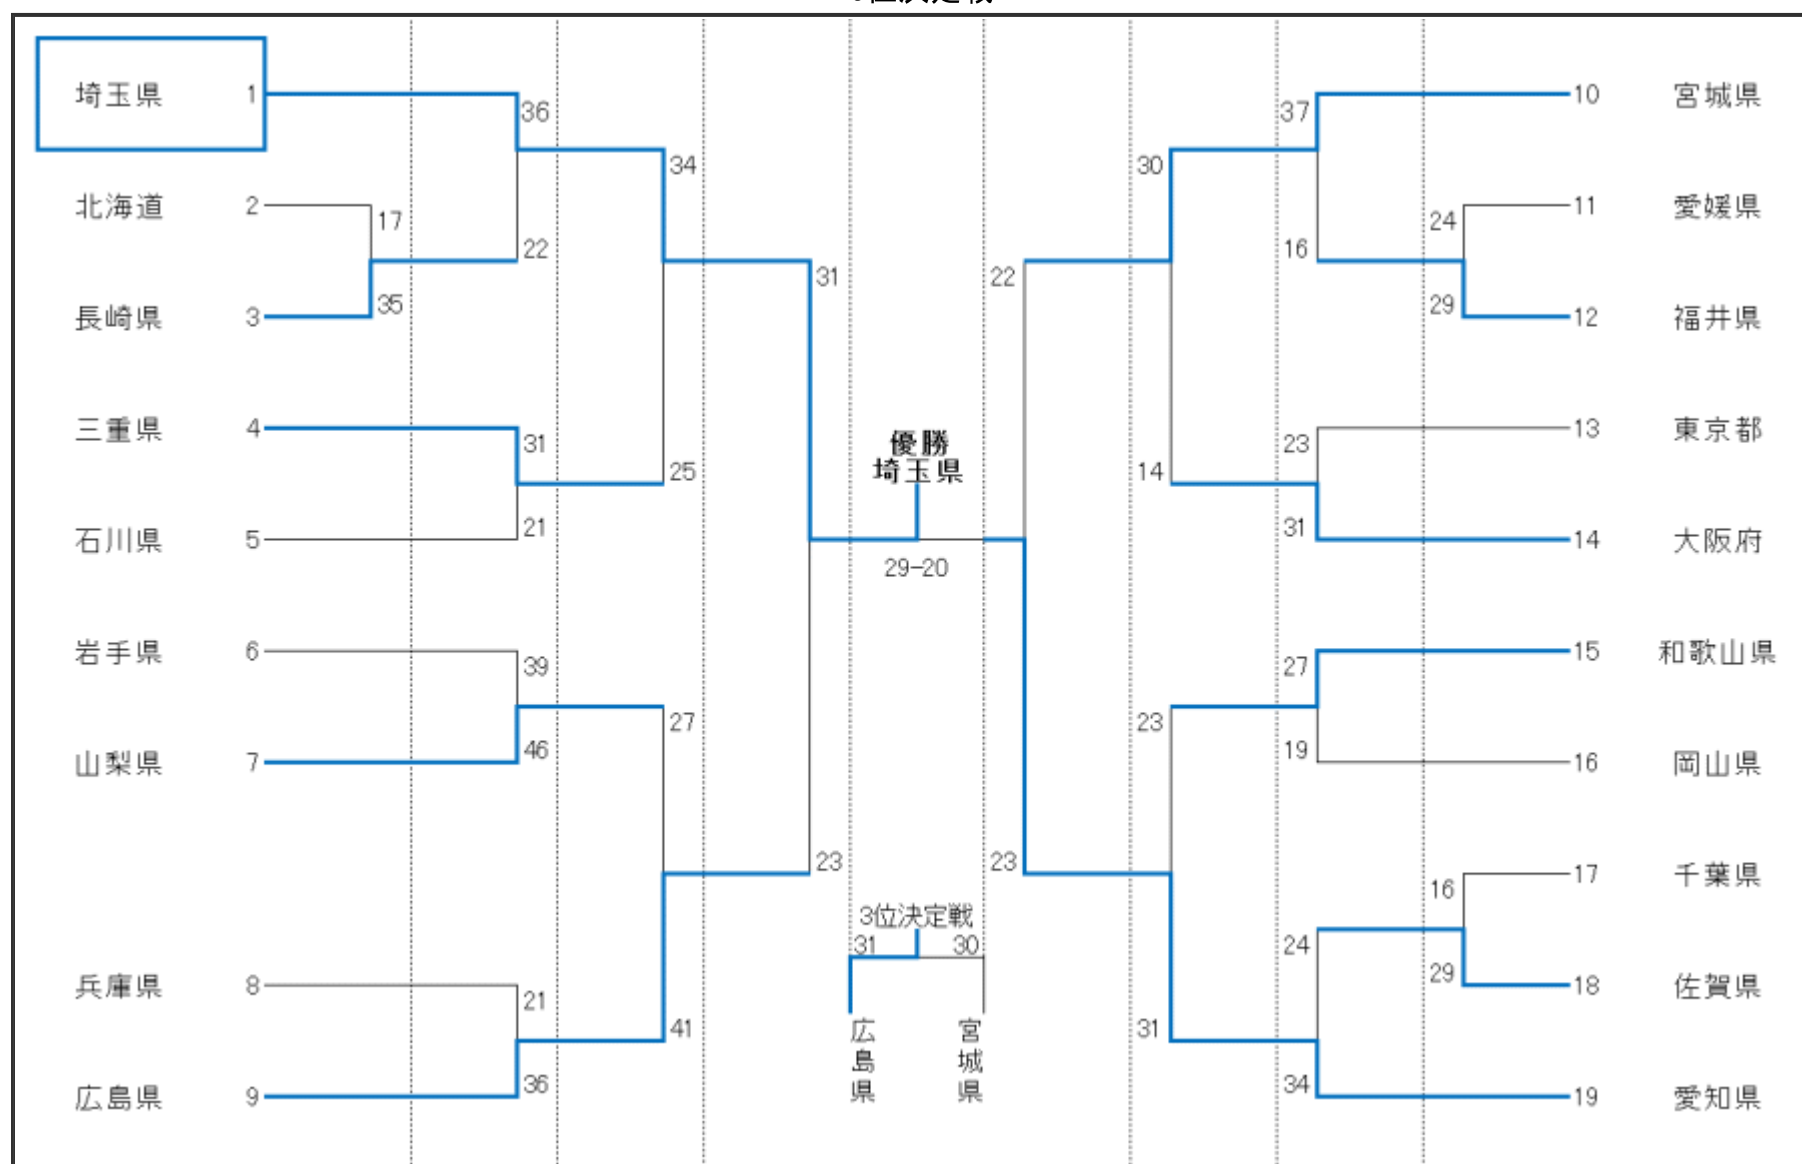 埼玉県 1 36 37 10 宮城県
34 30
北海道 2 17 24 11 愛媛県
22 16
長崎県 3 35 31 22 29 12 福井県
三重県 4 31 23 13 東京都
優勝
埼玉県
25 14
石川県 5 21 31 14 大阪府
29-20
岩手県 6 39 27 15 和歌山県
27 23
山梨県 7 46 19 16 岡山県
23 23
16 17 千葉県
3位決定戦
31 30
24
兵庫県 8 21 29 18 佐賀県
41 31
広島県
宮城県
広島県 9 36 34 19 愛知県